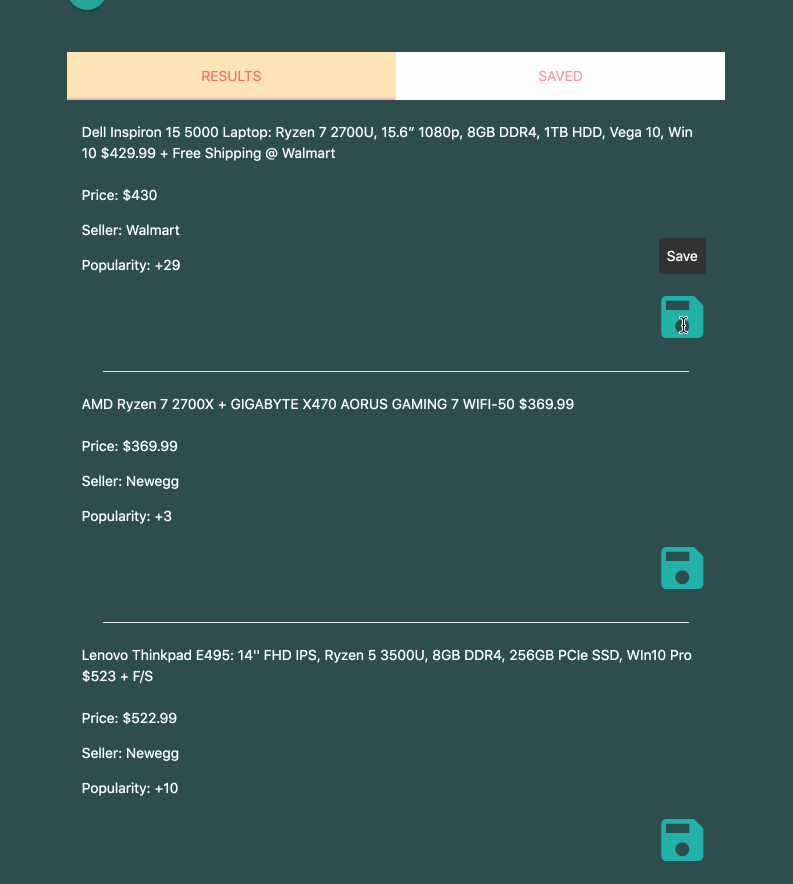 RESULTS
SAVED
Dell Inspiron 15 5000 Laptop: Ryzen 7 2700U, 15.6” 1080p, 8GB DDR4, 1TB HDD, Vega 10, Win
10 $429.99 + Free Shipping @ Walmart
Price: $430
Seller: Walmart
Popularity: +29
Save
AMD Ryzen 7 2700X + GIGABYTE X470 AORUS GAMING 7 WIFI-50 $369.99
Price: $369.99
Seller: Newegg
Popularity: +3
Lenovo Thinkpad E495: 14'' FHD IPS, Ryzen 5 3500U, 8GB DDR4, 256GB PCIe SSD, WIn10 Pro
$523 + F/S
Price: $522.99
Seller: Newegg
Popularity: +10